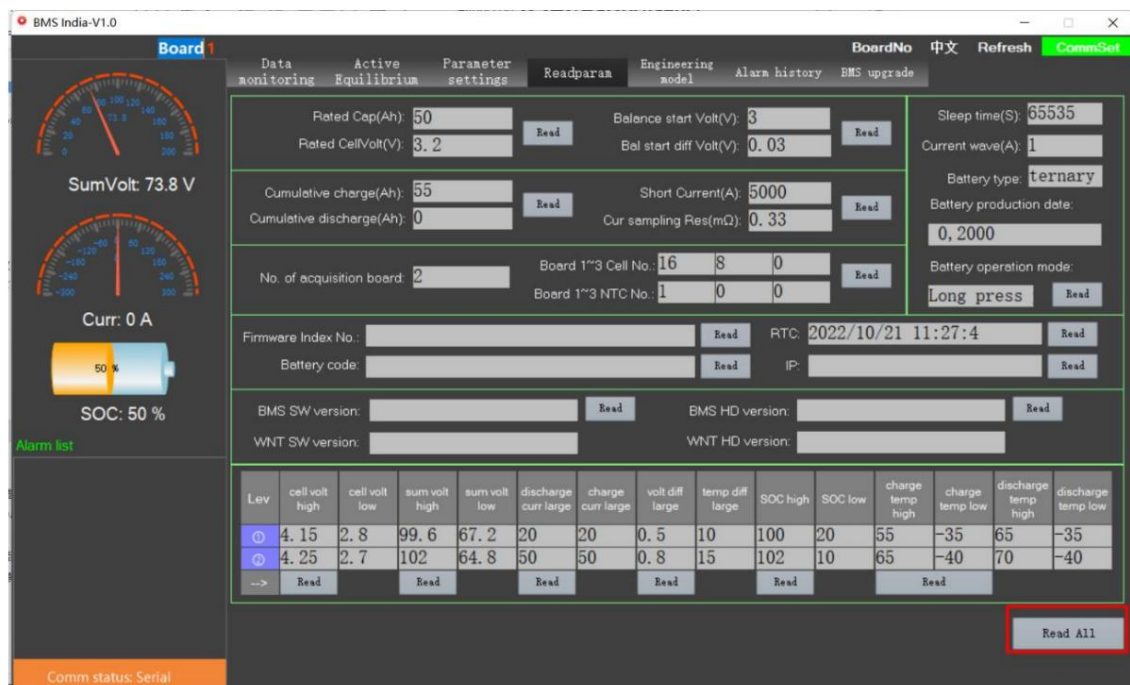 BMS India-V1.0
Board 1
BoardNo 中文 Refresh CommSet
Data monitoring Active Equilibrium Parameter settings Readparam Engineering model Alarm history BMS upgrade
SumVolt: 73.8 V
Curr: 0 A
50 %
SOC: 50 %
Alarm list
Comm status: Serial
Rated Cap(Ah): 50 Read Balance start Volt(V): 3 Read
Rated CellVolt(V): 3.2 Bal start diff Volt(V): 0.03
Cumulative charge(Ah): 55 Read Short Current(A): 5000 Read
Cumulative discharge(Ah): 0 Cur sampling Res(mΩ): 0.33
No. of acquisition board: 2 Board 1~3 Cell No.: 16 8 0 Read
Board 1~3 NTC No.: 1 0 0
Sleep time(S): 65535
Current wave(A): 1
Battery type: ternary
Battery production date:
0,2000
Battery operation mode:
Long press Read
Firmware Index No.: Read RTC: 2022/10/21 11:27:4 Read
Battery code: Read IP: Read
BMS SW version: Read BMS HD version: Read
WNT SW version: WNT HD version:
Lev cell volt high cell volt low sum volt high sum volt low discharge curr large charge curr large volt diff large temp diff large SOC high SOC low charge temp high charge temp low discharge temp high discharge temp low
① 4.15 2.8 99.6 67.2 20 20 0.5 10 100 20 55 -35 65 -35
② 4.25 2.7 102 64.8 50 50 0.8 15 102 10 65 -40 70 -40
--> Read Read Read Read Read Read
Read All